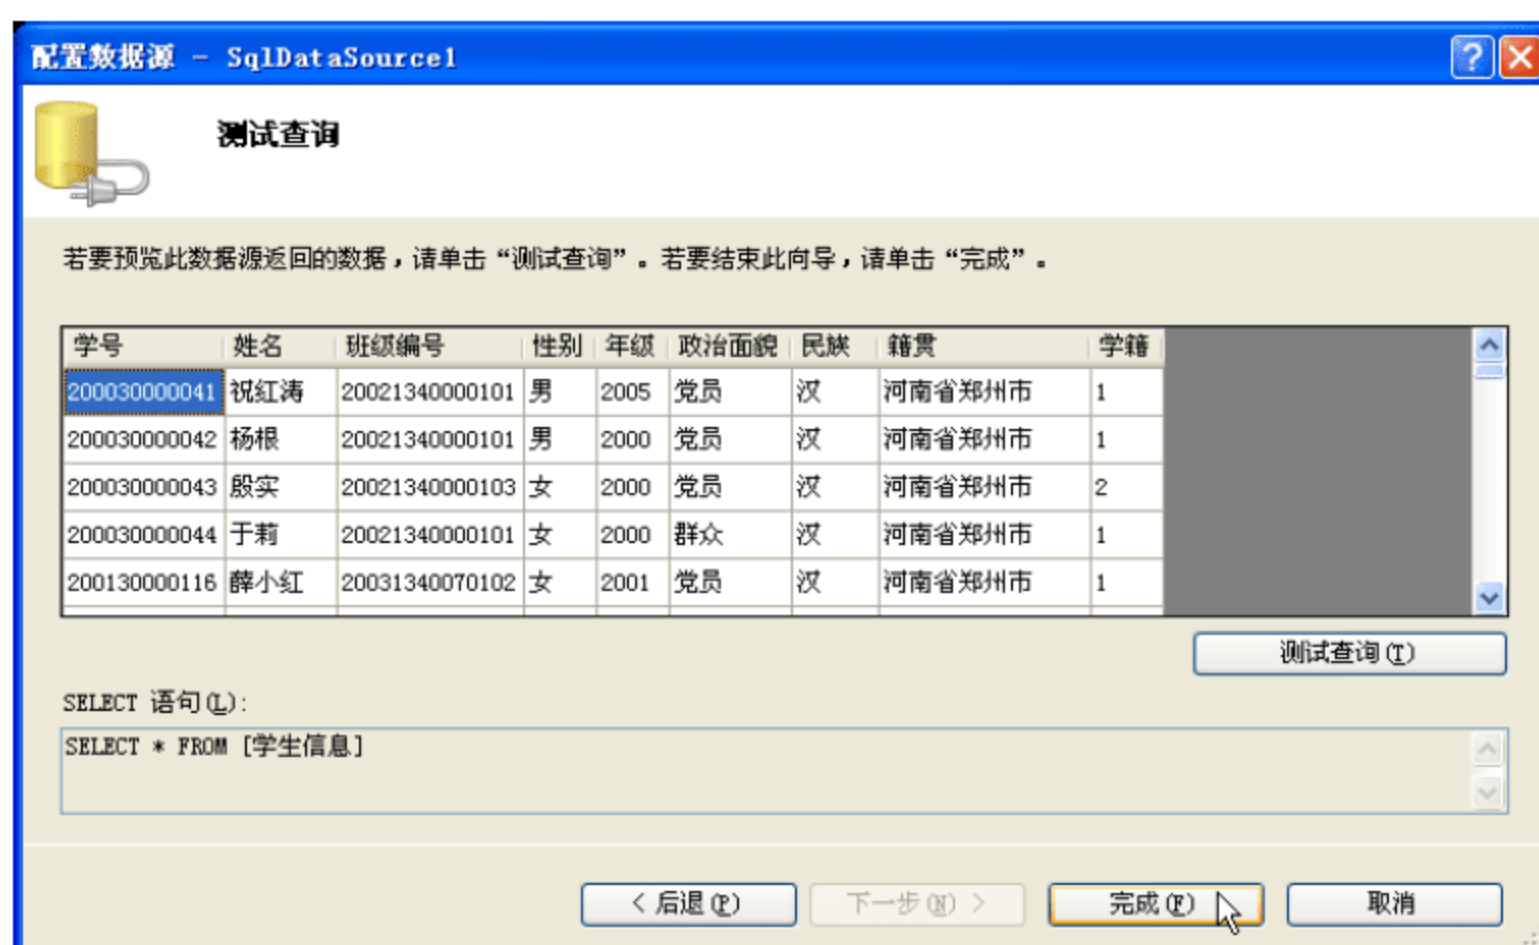 配置数据源 - SqlDataSource1
测试查询
若要预览此数据源返回的数据，请单击“测试查询”。若要结束此向导，请单击“完成”。
学号 姓名 班级编号 性别 年级 政治面貌 民族 籍贯 学籍
200030000041 祝红涛 20021340000101 男 2005 党员 汉 河南省郑州市 1
200030000042 杨根 20021340000101 男 2000 党员 汉 河南省郑州市 1
200030000043 殷实 20021340000103 女 2000 党员 汉 河南省郑州市 2
200030000044 于莉 20021340000101 女 2000 群众 汉 河南省郑州市 1
200130000116 薛小红 20031340070102 女 2001 党员 汉 河南省郑州市 1
测试查询(T)
SELECT 语句(L):
SELECT * FROM [学生信息]
< 后退(P) 下一步(N) > 完成(F) 取消